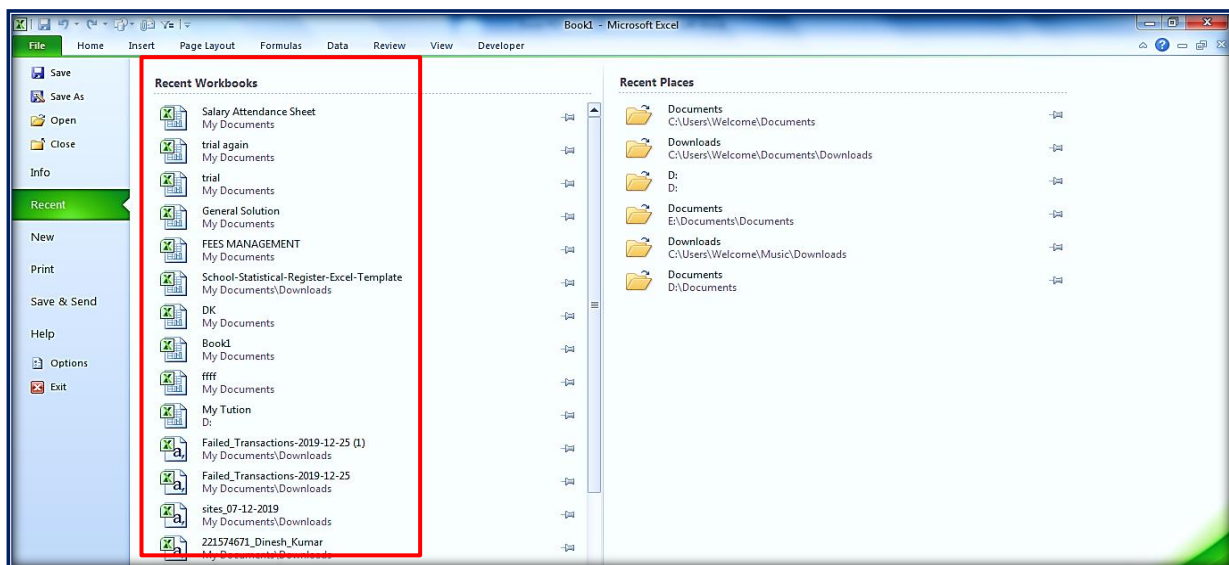 Book1 - Microsoft Excel
File Home Insert Page Layout Formulas Data Review View Developer
Save
Save As
Open
Close
Info
Recent
New
Print
Save & Send
Help
Options
Exit
Recent Workbooks
Salary Attendance Sheet
My Documents
trial again
My Documents
trial
My Documents
General Solution
My Documents
FEES MANAGEMENT
My Documents
School-Statistical-Register-Excel-Template
My Documents\Downloads
DK
My Documents
Book1
My Documents
ffff
My Documents
My Tution
D:
Failed_Transactions-2019-12-25 (1)
My Documents\Downloads
Failed_Transactions-2019-12-25
My Documents\Downloads
sites_07-12-2019
My Documents\Downloads
221574671_Dinesh_Kumar
My Documents\Downloads
Recent Places
Documents
C:\Users\Welcome\Documents
Downloads
C:\Users\Welcome\Documents\Downloads
D:
D:
Documents
E:\Documents\Documents
Downloads
C:\Users\Welcome\Music\Downloads
Documents
D:\Documents